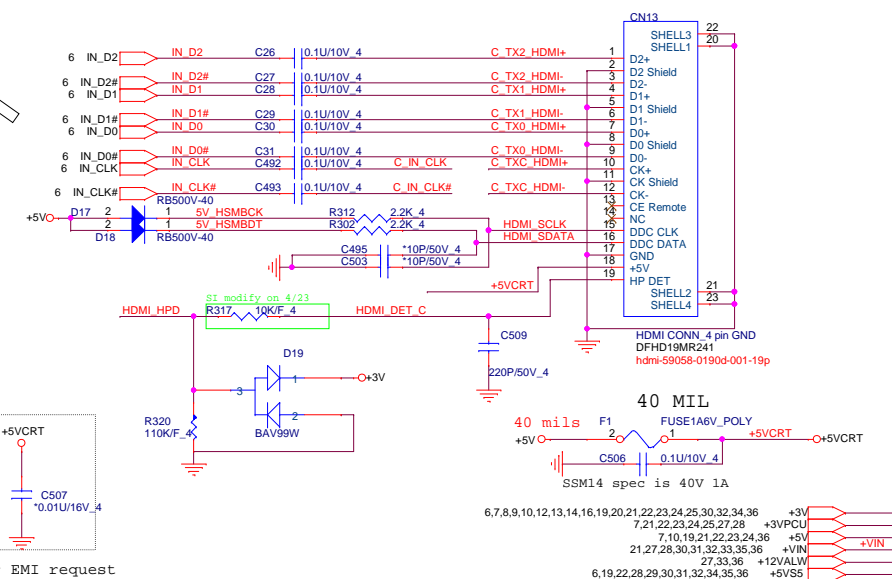 CN13
6 IN_D2 IN_D2 C26 0.1U/10V_4 C_TX2_HDMI+ 1 D2+
2 D2 Shield
6 IN_D2# IN_D2# C27 0.1U/10V_4 C_TX2_HDMI- 3 D2-
6 IN_D1 IN_D1 C28 0.1U/10V_4 C_TX1_HDMI+ 4 D1+
5 D1 Shield
6 IN_D1# IN_D1# C29 0.1U/10V_4 C_TX1_HDMI- 6 D1-
6 IN_D0 IN_D0 C30 0.1U/10V_4 C_TX0_HDMI+ 7 D0+
8 D0 Shield
6 IN_D0# IN_D0# C31 0.1U/10V_4 C_TX0_HDMI- 9 D0-
6 IN_CLK IN_CLK C492 0.1U/10V_4 C_IN_CLK C_TXC_HDMI+ 10 CK+
11 CK Shield
6 IN_CLK# IN_CLK# C493 0.1U/10V_4 C_IN_CLK# C_TXC_HDMI- 12 CK-
13 CE Remote
14 NC
15 DDC CLK
16 DDC DATA
17 GND
18 +5V
19 HP DET
SHELL3 22
SHELL1 20
SHELL2 21
SHELL4 23
RB500V-40
+5V D17 2 1 5V_HSMBCK R312 2.2K_4 HDMI_SCLK
D18 2 1 5V_HSMBDT R302 2.2K_4 HDMI_SDATA
RB500V-40
C495 *10P/50V_4
C503 *10P/50V_4
+5VCRT
SI modify on 4/23
HDMI_HPD R317 10K/F_4 HDMI_DET_C
C509
220P/50V_4
HDMI CONN_4 pin GND
DFHD19MR241
hdmi-59058-0190d-001-19p
D19
3 1 +3V
2
BAV99W
R320
110K/F_4
40 MIL
40 mils F1 FUSE1A6V_POLY
+5V 2 1 +5VCRT +5VCRT
C506 0.1U/10V_4
SSM14 spec is 40V 1A
+5VCRT
C507
*0.01U/16V_4
EMI request
6,7,8,9,10,12,13,14,16,19,20,21,22,23,24,25,30,32,34,36 +3V
7,21,22,23,24,25,27,28 +3VPCU
7,10,19,21,22,23,24,36 +5V
21,27,28,30,31,32,33,35,36 +VIN +VIN
27,33,36 +12VALW
6,19,22,28,29,30,31,32,34,35,36 +5VS5